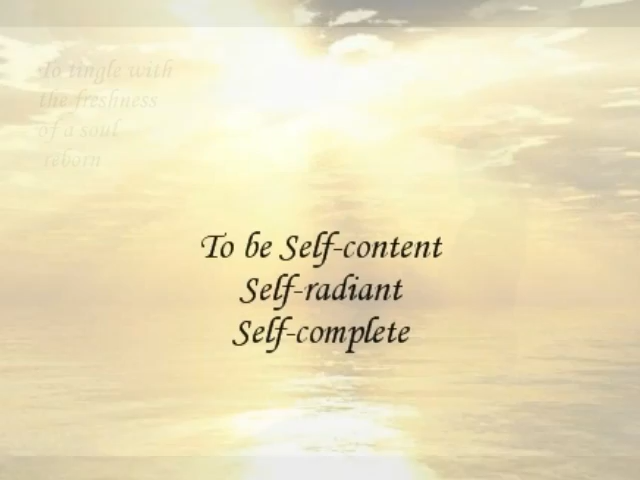 To tingle with
the freshness
of a soul
reborn
To be Self-content
Self-radiant
Self-complete